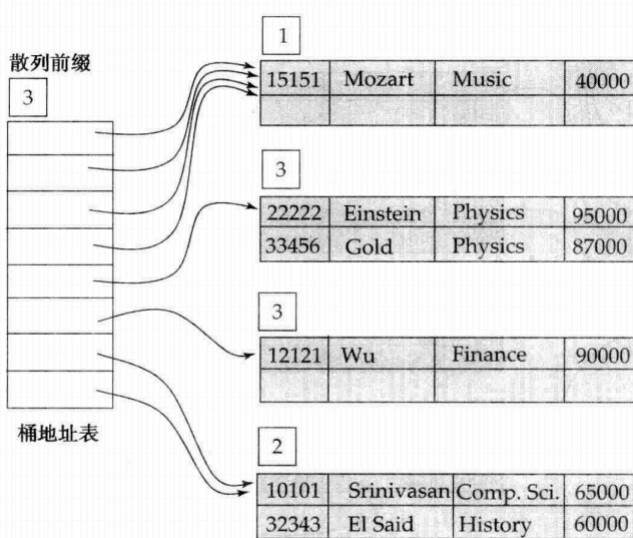 散列前缀
3
1
15151 Mozart Music 40000
3
22222 Einstein Physics 95000
33456 Gold Physics 87000
3
12121 Wu Finance 90000
桶地址表
2
10101 Srinivasan Comp. Sci. 65000
32343 El Said History 60000